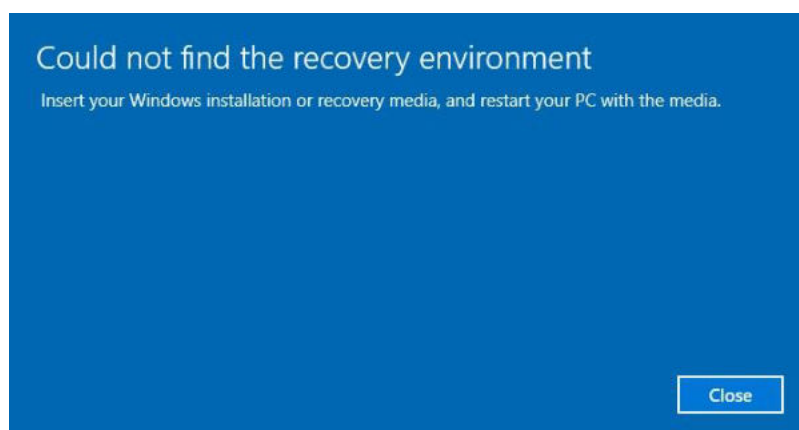 Could not find the recovery environment
Insert your Windows installation or recovery media, and restart your PC with the media.
Close